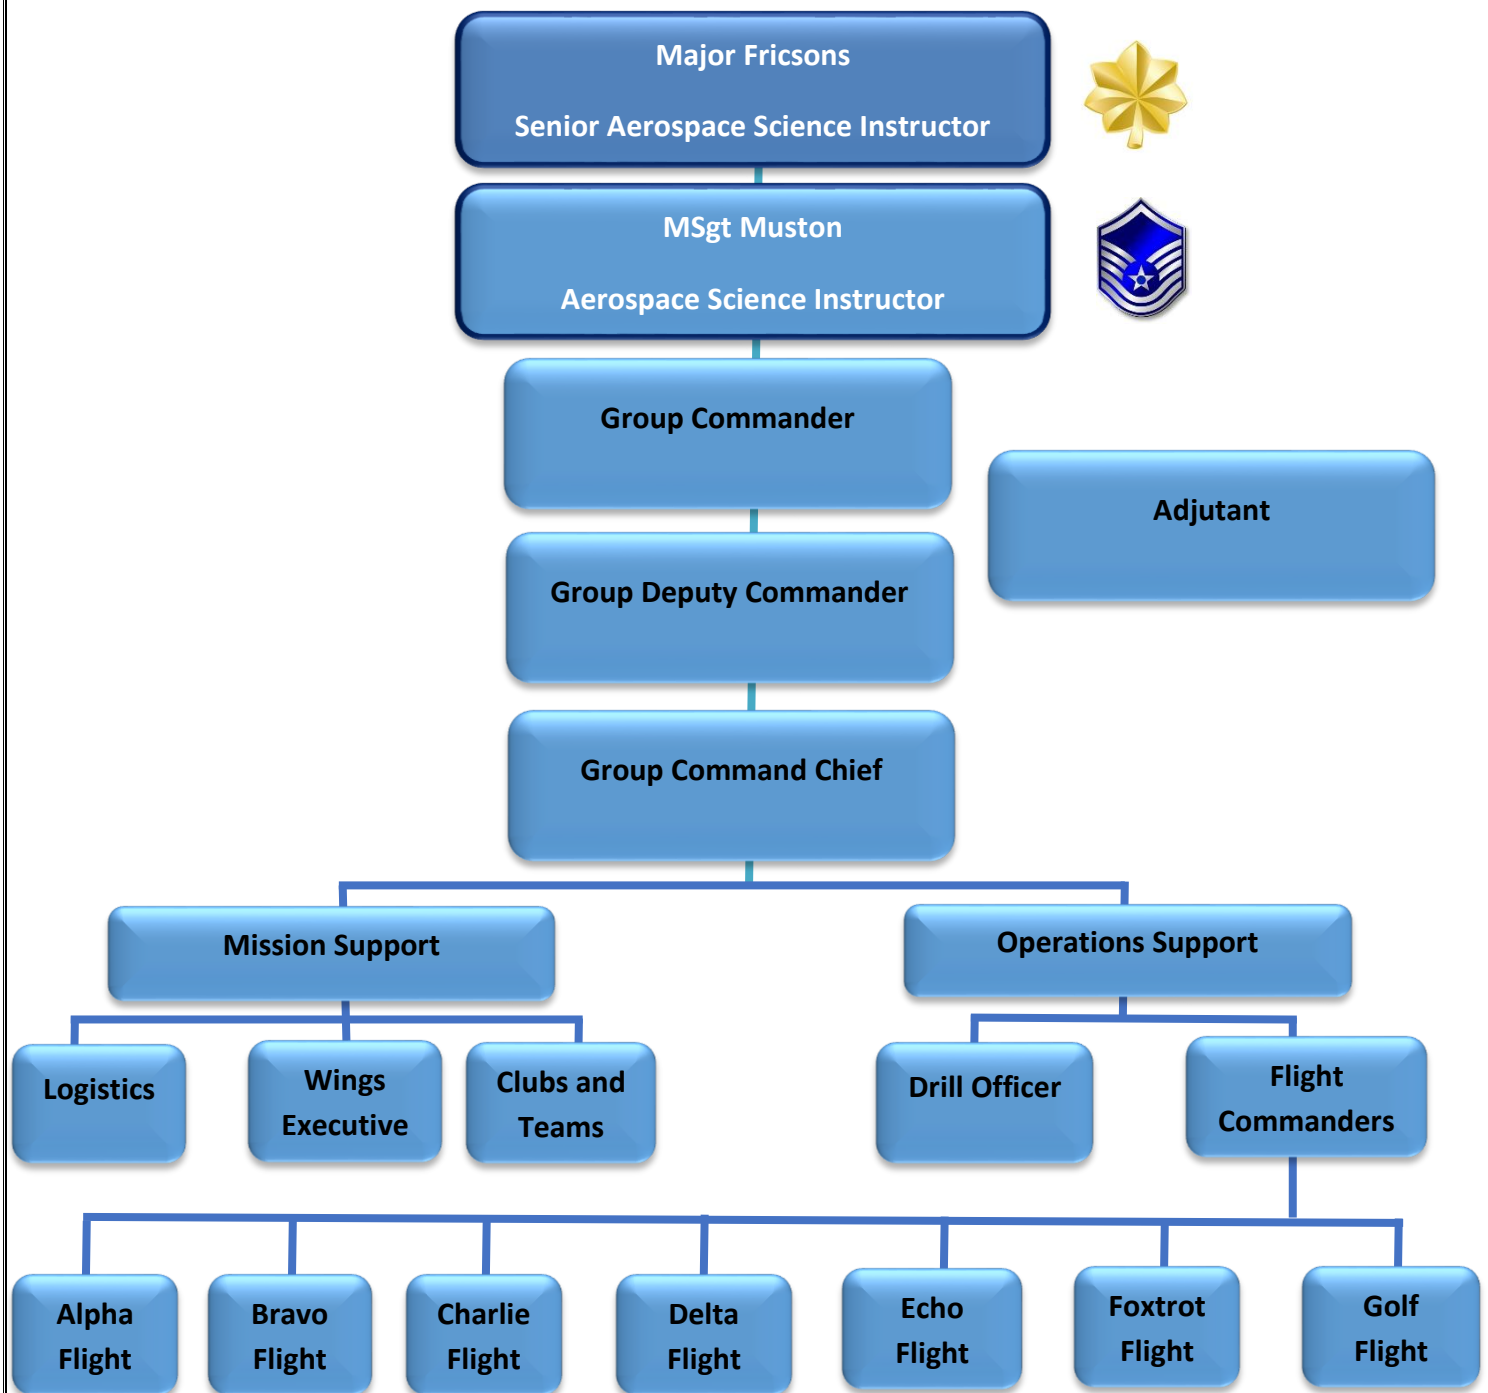 Major Fricsons
Senior Aerospace Science Instructor
MSgt Muston
Aerospace Science Instructor
Group Commander
Adjutant
Group Deputy Commander
Group Command Chief
Mission Support
Operations Support
Logistics
Wings
Executive
Clubs and
Teams
Drill Officer
Flight
Commanders
Alpha
Flight
Bravo
Flight
Charlie
Flight
Delta
Flight
Echo
Flight
Foxtrot
Flight
Golf
Flight